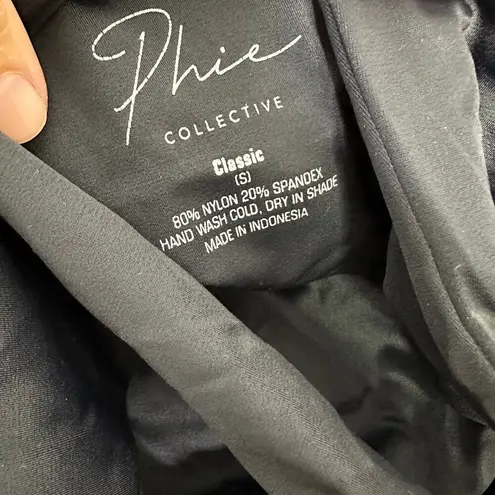 Phie
COLLECTIVE
Classic
(S)
80% NYLON 20% SPANDEX
HAND WASH COLD, DRY IN SHADE
MADE IN INDONESIA